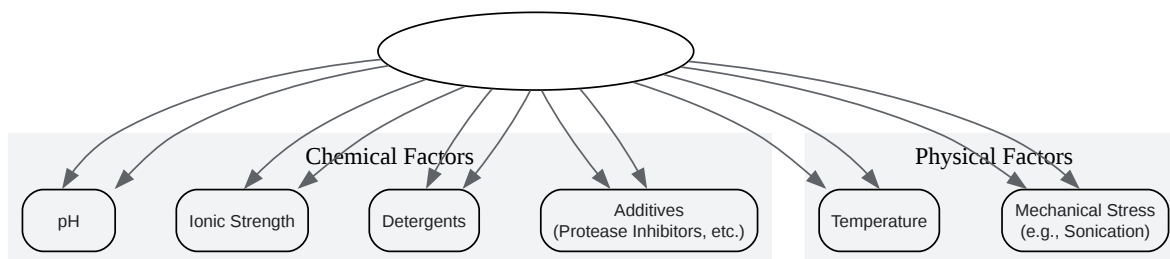 Chemical Factors
Physical Factors
pH
Ionic Strength
Detergents
Additives
(Protease Inhibitors, etc.)
Temperature
Mechanical Stress
(e.g., Sonication)